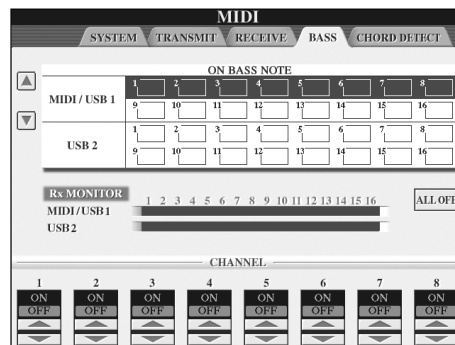 MIDI
SYSTEM TRANSMIT RECEIVE BASS CHORD DETECT
ON BASS NOTE
MIDI / USB 1
1 2 3 4 5 6 7 8
9 10 11 12 13 14 15 16
USB 2
1 2 3 4 5 6 7 8
9 10 11 12 13 14 15 16
Rx MONITOR
1 2 3 4 5 6 7 8 9 10 11 12 13 14 15 16
MIDI / USB 1
USB 2
ALL OFF
CHANNEL
1 2 3 4 5 6 7 8
ON ON ON ON ON ON ON ON
OFF OFF OFF OFF OFF OFF OFF OFF